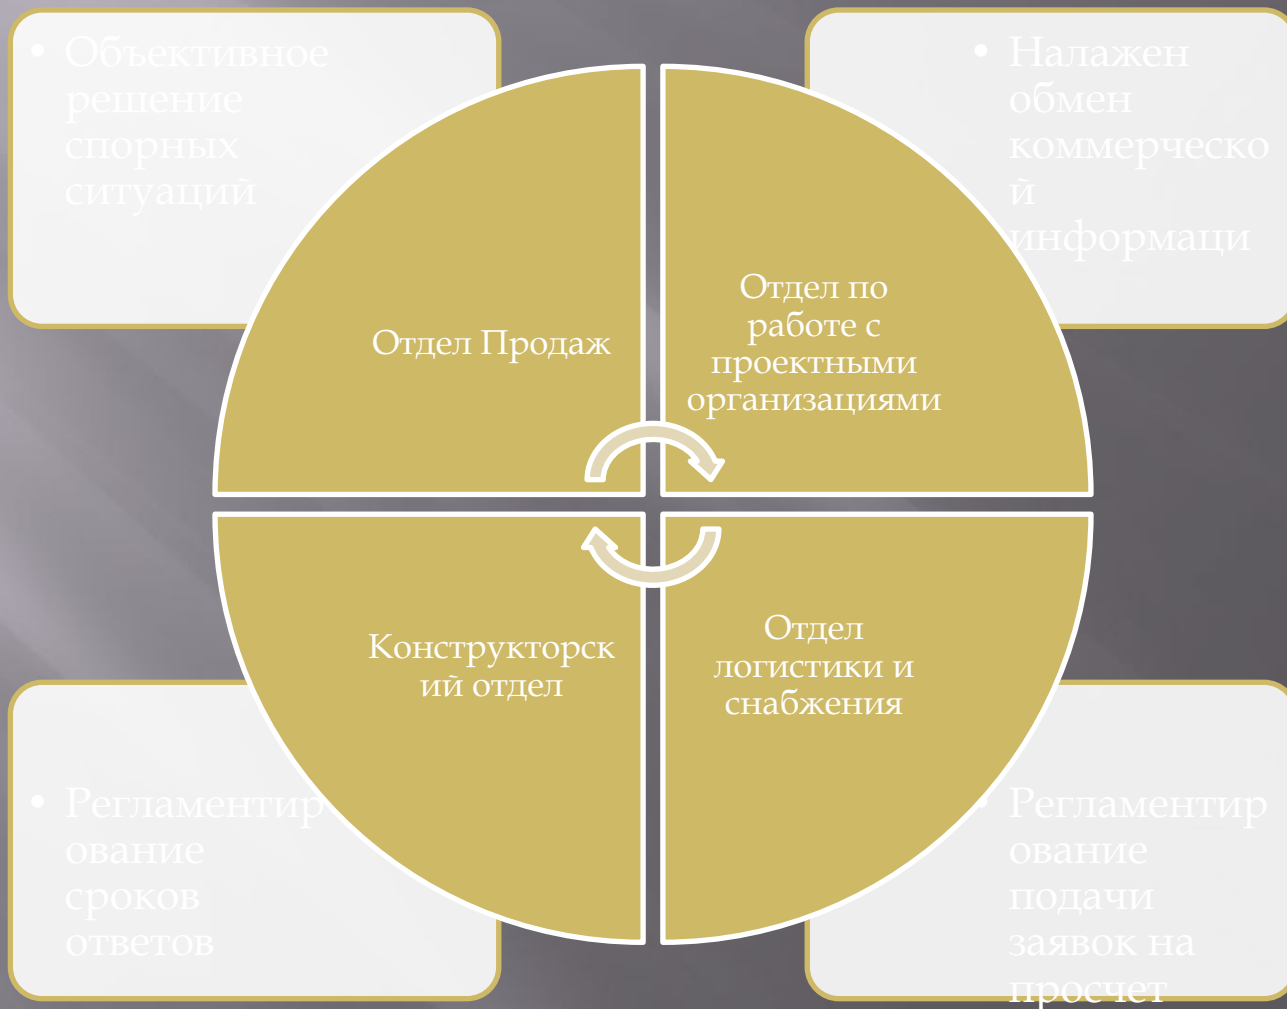 • Объективное
решение
спорных
ситуаций
• Налажен
обмен
коммерческо
й
информаци
Отдел Продаж
Отдел по
работе с
проектными
организациями
Конструкторск
ий отдел
Отдел
логистики и
снабжения
• Регламентир
ование
сроков
ответов
• Регламентир
ование
подачи
заявок на
просчет